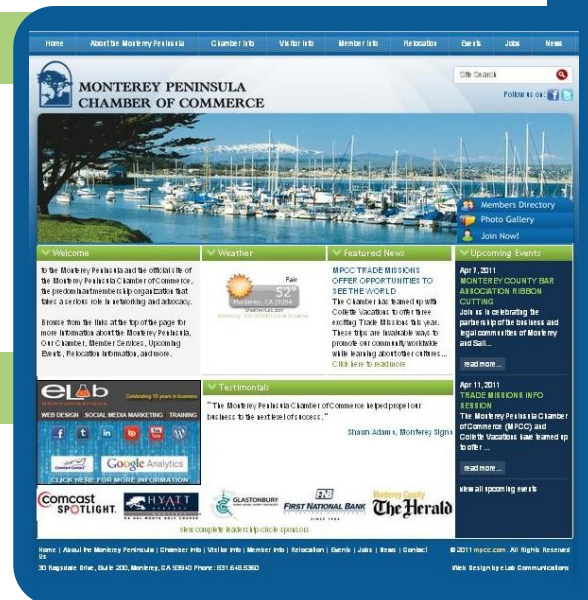 Home About the Monterey Peninsula Chamber Info Visitor Info Member Info Relocation Events Jobs News
MONTEREY PENINSULA
CHAMBER OF COMMERCE
Site Search
Follow us on:
Members Directory
Photo Gallery
Join Now!
Welcome
to the Monterey Peninsula and the official site of
the Monterey Peninsula Chamber of Commerce,
the predominant membership organization that
takes a serious role in networking and advocacy.
Browse from the links at the top of the page for
more information about the Monterey Peninsula,
Our Chamber, Member Services, Upcoming
Events, Relocation Information, and more.
Weather
Fair
52°
Monterey, CA 93944
Weather
Featured News
MPCC TRADE MISSIONS
OFFER OPPORTUNITIES TO
SEE THE WORLD
The Chamber has teamed up with
Collette Vacations to offer three
exciting Trade Missions this year.
These trips are invaluable ways to
promote our community worldwide
while learning about other cultures...
Click here to read more
Upcoming Events
Apr 7, 2011
MONTEREY COUNTY BAR
ASSOCIATION RIBBON
CUTTING
Join us in celebrating the
partnership of the business and
legal communities of Monterey
and Sali...
read more...
Apr 11, 2011
TRADE MISSIONS INFO
SESSION
The Monterey Peninsula Chamber
of Commerce (MPCC) and
Collette Vacations have teamed up
to offer ...
read more...
view all upcoming events
eLab
communications
Celebrating 15 years in business
WEB DESIGN | SOCIAL MEDIA MARKETING | TRAINING
f t in b You Tube W
Constant Contact
Google Analytics
CLICK HERE FOR MORE INFORMATION
Testimonials
"The Monterey Peninsula Chamber of Commerce helped propel our
business to the next level of success."
Shaun Adams, Monterey Signs
comcast
SPOTLIGHT
HYATT
REGENCY
GLASTONBURY
FNB
FIRST NATIONAL BANK
Monterey County
The Herald
view complete leadership circle sponsors
Home | About the Monterey Peninsula | Chamber Info | Visitor Info | Member Info | Relocation | Events | Jobs | News | Contact
Us
© 2011 mpcc.com. All Rights Reserved
30 Ragsdale Drive, Suite 200, Monterey, CA 93940 Phone: 831.648.5360
Web Design by eLab Communications